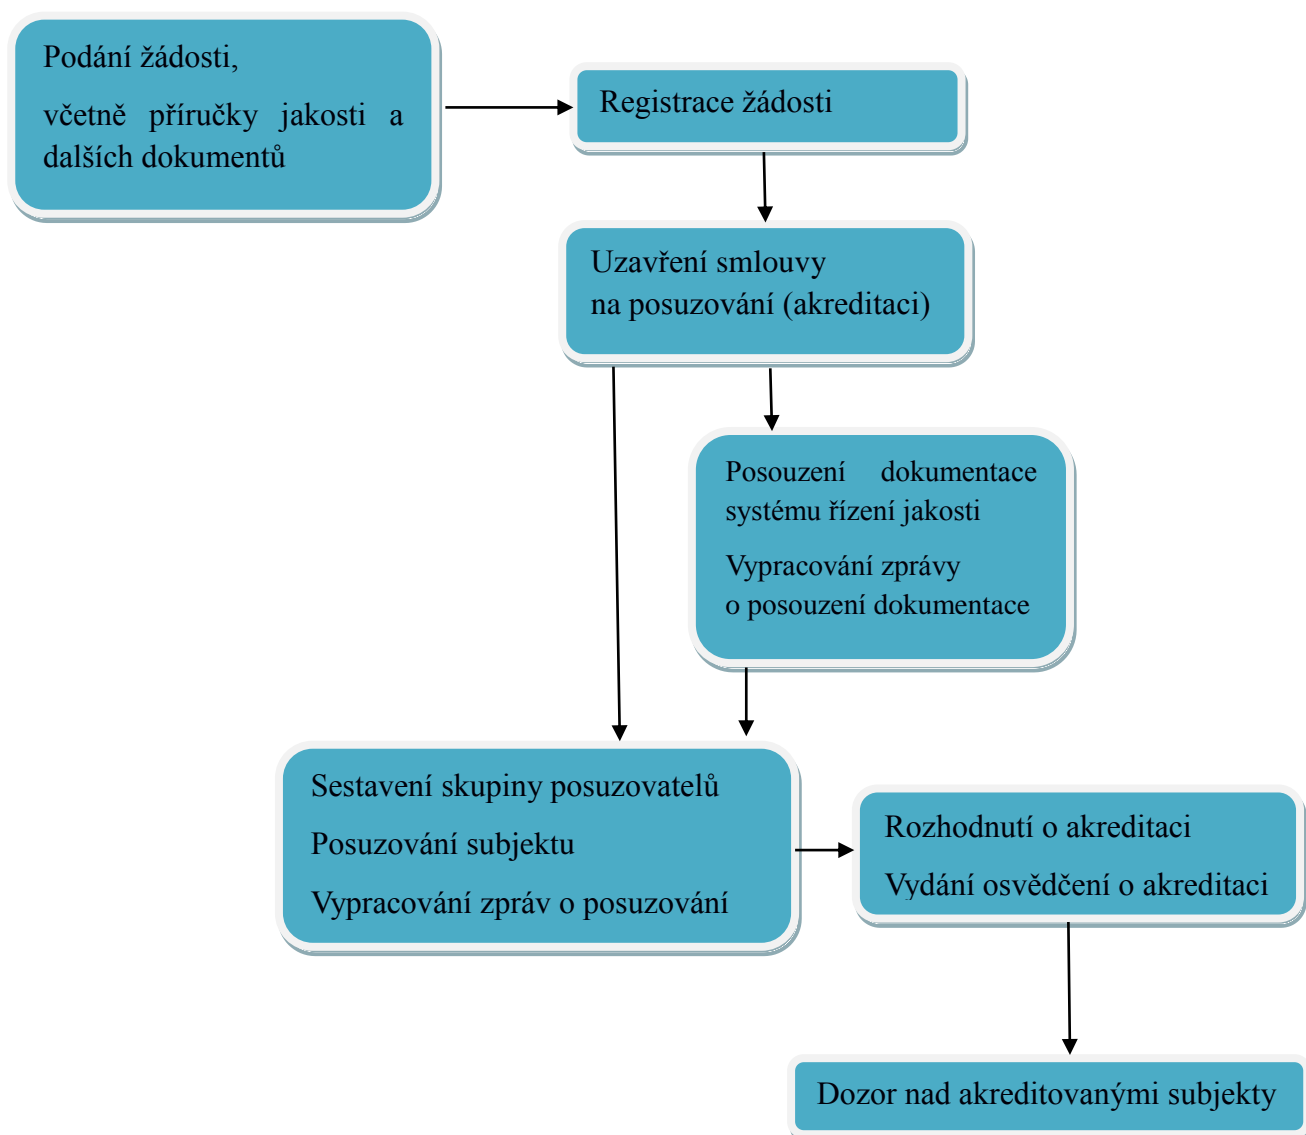 Podání žádosti,
včetně příručky jakosti a
dalších dokumentů
Registrace žádosti
Uzavření smlouvy
na posuzování (akreditaci)
Posouzení dokumentace
systému řízení jakosti
Vypracování zprávy
o posouzení dokumentace
Sestavení skupiny posuzovatelů
Posuzování subjektu
Vypracování zpráv o posuzování
Rozhodnutí o akreditaci
Vydání osvědčení o akreditaci
Dozor nad akreditovanými subjekty